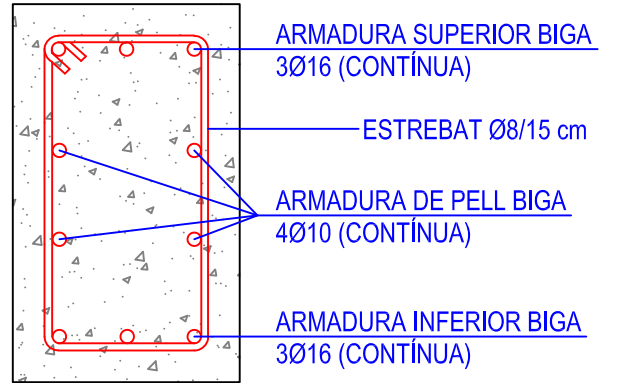 ARMADURA SUPERIOR BIGA
3Ø16 (CONTÍNUA)
ESTREBAT Ø8/15 cm
ARMADURA DE PELL BIGA
4Ø10 (CONTÍNUA)
ARMADURA INFERIOR BIGA
3Ø16 (CONTÍNUA)